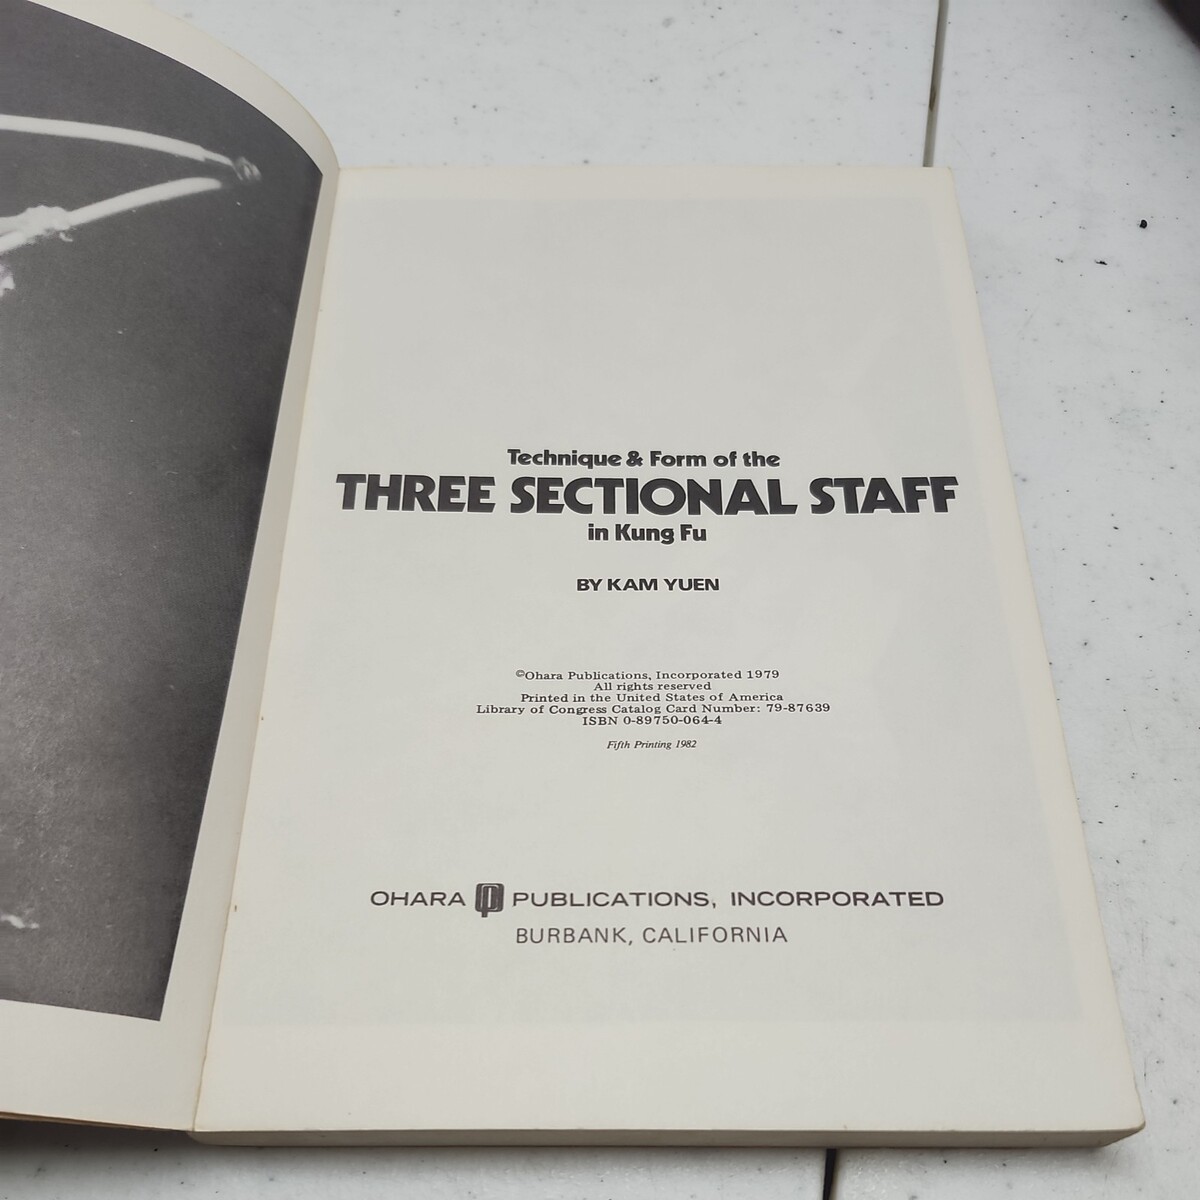 Technique & Form of the
THREE SECTIONAL STAFF
in Kung Fu
BY KAM YUEN
©Ohara Publications, Incorporated 1979
All rights reserved
Printed in the United States of America
Library of Congress Catalog Card Number: 79-87639
ISBN 0-89750-064-4
Fifth Printing 1982
OHARA PUBLICATIONS, INCORPORATED
BURBANK, CALIFORNIA